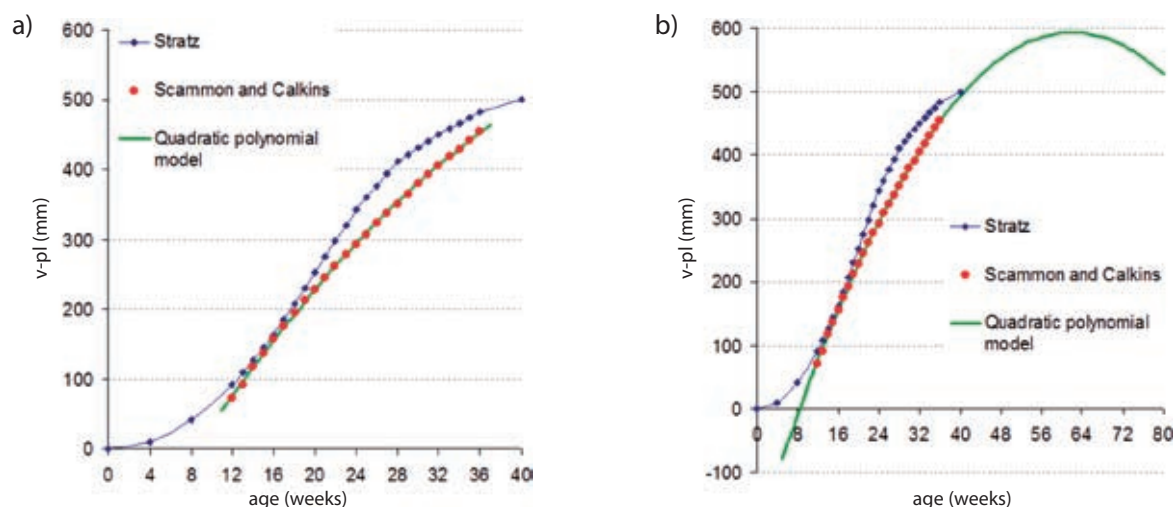 a)
600
500
400
300
200
100
0
Stratz
Scammon and Calkins
Quadratic polynomial
model
v-pl (mm)
0 4 8 12 16 20 24 28 32 36 40
age (weeks)
b)
600
500
400
300
200
100
0
-100
Stratz
Scammon and Calkins
Quadratic polynomial
model
v-pl (mm)
0 8 16 24 32 40 48 56 64 72 80
age (weeks)